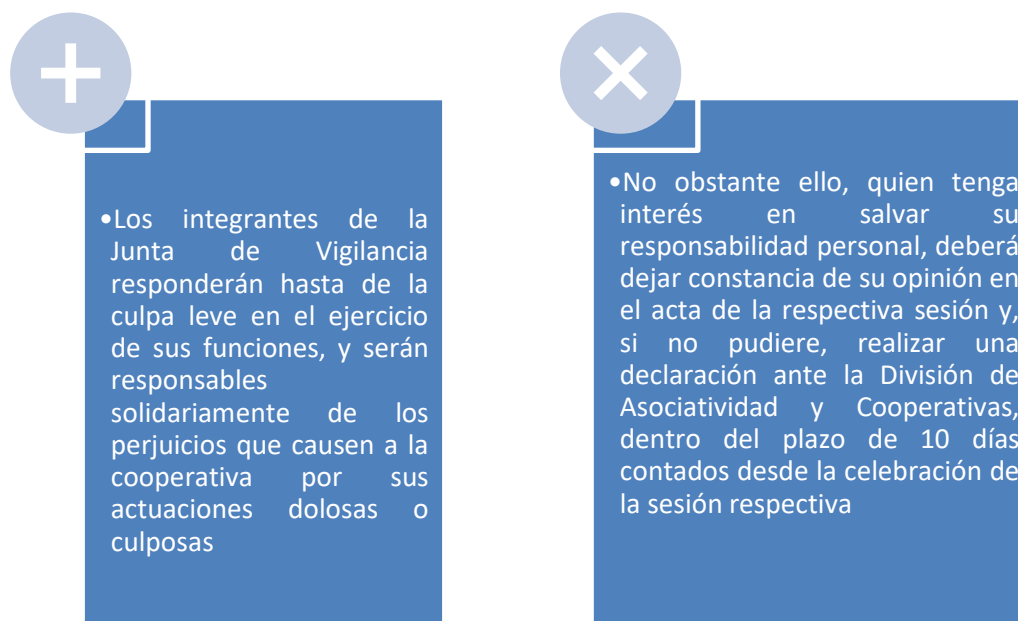 •Los integrantes de la
Junta de Vigilancia
responderán hasta de la
culpa leve en el ejercicio
de sus funciones, y serán
responsables
solidariamente de los
perjuicios que causen a la
cooperativa por sus
actuaciones dolosas o
culposas
•No obstante ello, quien tenga
interés en salvar su
responsabilidad personal, deberá
dejar constancia de su opinión en
el acta de la respectiva sesión y,
si no pudiere, realizar una
declaración ante la División de
Asociatividad y Cooperativas,
dentro del plazo de 10 días
contados desde la celebración de
la sesión respectiva